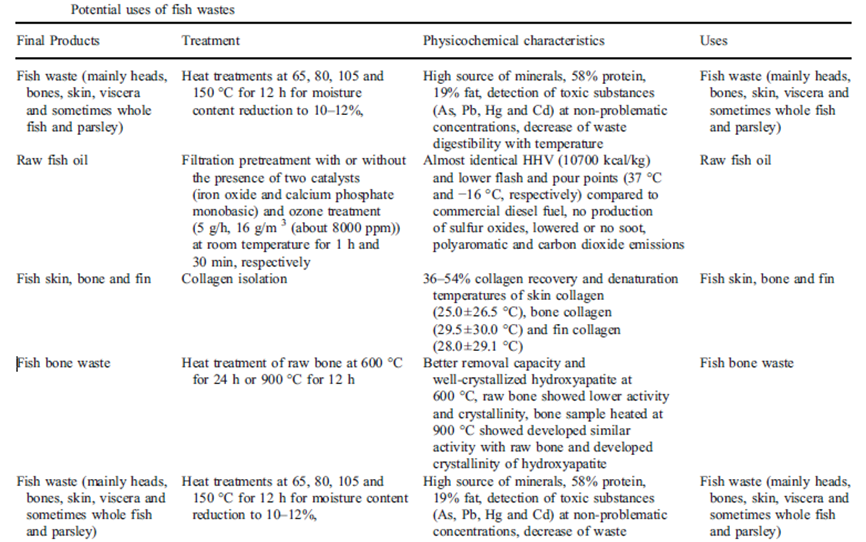 Potential uses of fish wastes
Final Products Treatment Physicochemical characteristics Uses
Fish waste (mainly heads,
bones, skin, viscera
and sometimes whole
fish and parsley)
Heat treatments at 65, 80, 105 and
150 °C for 12 h for moisture
content reduction to 10–12%,
High source of minerals, 58% protein,
19% fat, detection of toxic substances
(As, Pb, Hg and Cd) at non-problematic
concentrations, decrease of waste
digestibility with temperature
Fish waste (mainly heads,
bones, skin, viscera
and sometimes whole
fish and parsley)
Raw fish oil
Filtration pretreatment with or without
the presence of two catalysts
(iron oxide and calcium phosphate
monobasic) and ozone treatment
(5 g/h, 16 g/m 3 (about 8000 ppm))
at room temperature for 1 h and
30 min, respectively
Almost identical HHV (10700 kcal/kg)
and lower flash and pour points (37 °C
and −16 °C, respectively) compared to
commercial diesel fuel, no production
of sulfur oxides, lowered or no soot,
polyaromatic and carbon dioxide emissions
Raw fish oil
Fish skin, bone and fin
Collagen isolation
36–54% collagen recovery and denaturation
temperatures of skin collagen
(25.0±26.5 °C), bone collagen
(29.5±30.0 °C) and fin collagen
(28.0±29.1 °C)
Fish skin, bone and fin
Fish bone waste
Heat treatment of raw bone at 600 °C
for 24 h or 900 °C for 12 h
Better removal capacity and
well-crystallized hydroxyapatite at
600 °C, raw bone showed lower activity
and crystallinity, bone sample heated at
900 °C showed developed similar
activity with raw bone and developed
crystallinity of hydroxyapatite
Fish bone waste
Fish waste (mainly heads,
bones, skin, viscera and
sometimes whole fish
and parsley)
Heat treatments at 65, 80, 105 and
150 °C for 12 h for moisture content
reduction to 10–12%,
High source of minerals, 58% protein,
19% fat, detection of toxic substances
(As, Pb, Hg and Cd) at non-problematic
concentrations, decrease of waste
Fish waste (mainly heads,
bones, skin, viscera and
sometimes whole fish
and parsley)